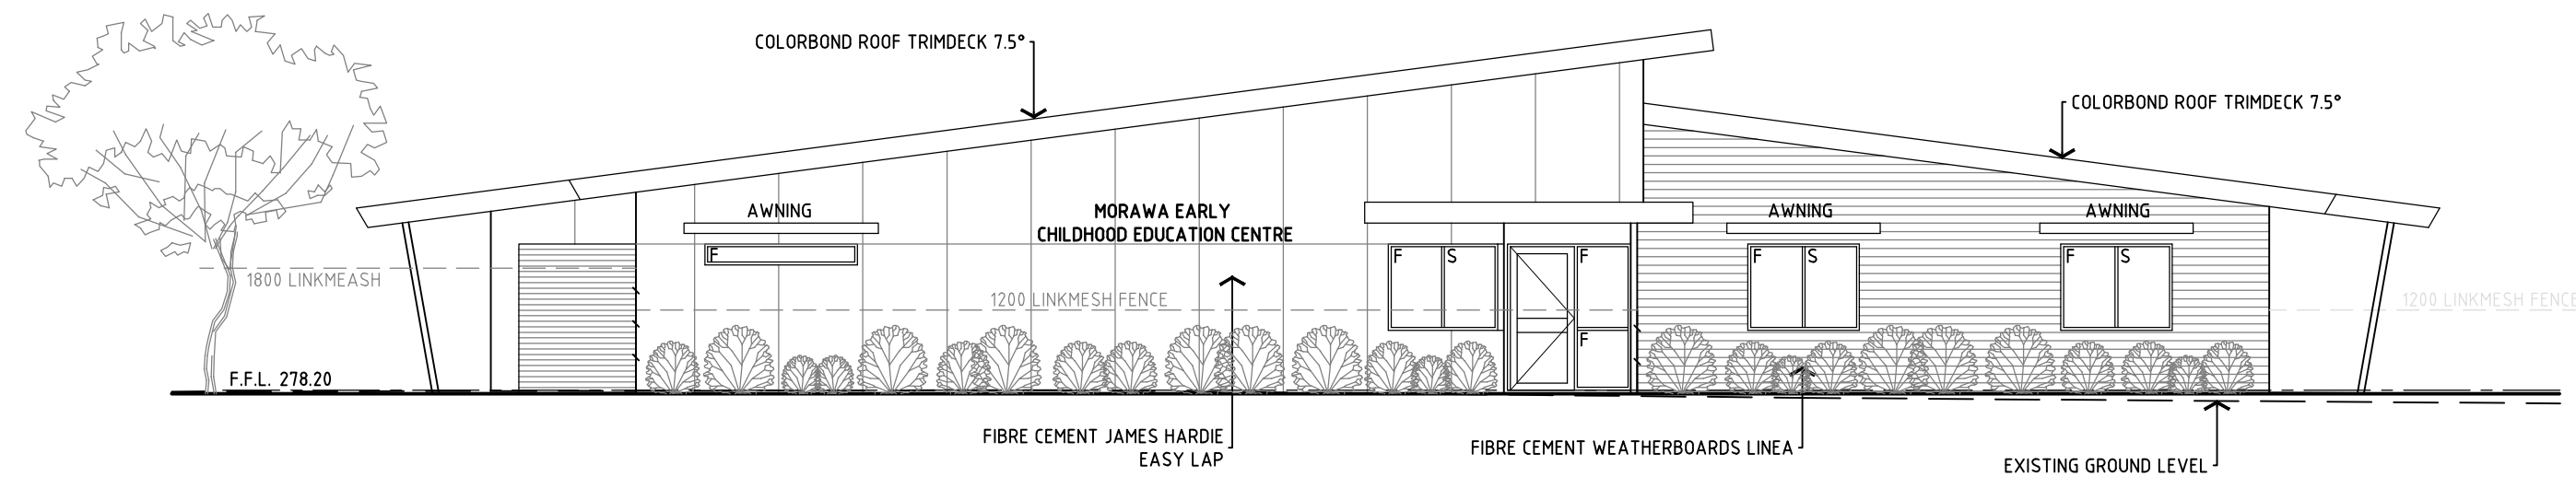 COLORBOND ROOF TRIMDECK 7.5°
COLORBOND ROOF TRIMDECK 7.5°
AWNING
MORAWA EARLY
CHILDHOOD EDUCATION CENTRE
AWNING
AWNING
F
F S
F
F S
F S
1800 LINKMEASH
1200 LINKMESH FENCE
1200 LINKMESH FENCE
F
F.F.L. 278.20
FIBRE CEMENT JAMES HARDIE
EASY LAP
FIBRE CEMENT WEATHERBOARDS LINEA
EXISTING GROUND LEVEL